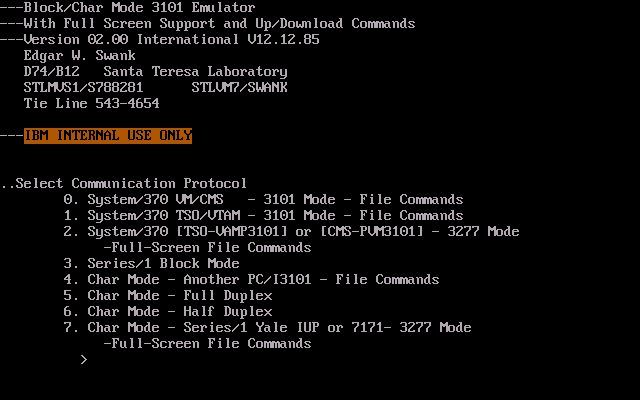 ---Block/Char Mode 3101 Emulator
---With Full Screen Support and Up/Download Commands
---Version 02.00 International V12.12.85
Edgar W. Swank
D74/B12   Santa Teresa Laboratory
STLMVS1/S788281      STLVM7/SWANK
Tie Line 543-4654
---IBM INTERNAL USE ONLY
..Select Communication Protocol
0. System/370 VM/CMS   - 3101 Mode - File Commands
1. System/370 TSO/VTAM - 3101 Mode - File Commands
2. System/370 [TSO-VAMP3101] or [CMS-PVM3101] - 3277 Mode
-Full-Screen File Commands
3. Series/1 Block Mode
4. Char Mode - Another PC/I3101 - File Commands
5. Char Mode - Full Duplex
6. Char Mode - Half Duplex
7. Char Mode - Series/1 Yale IUP or 7171- 3277 Mode
-Full-Screen File Commands
>